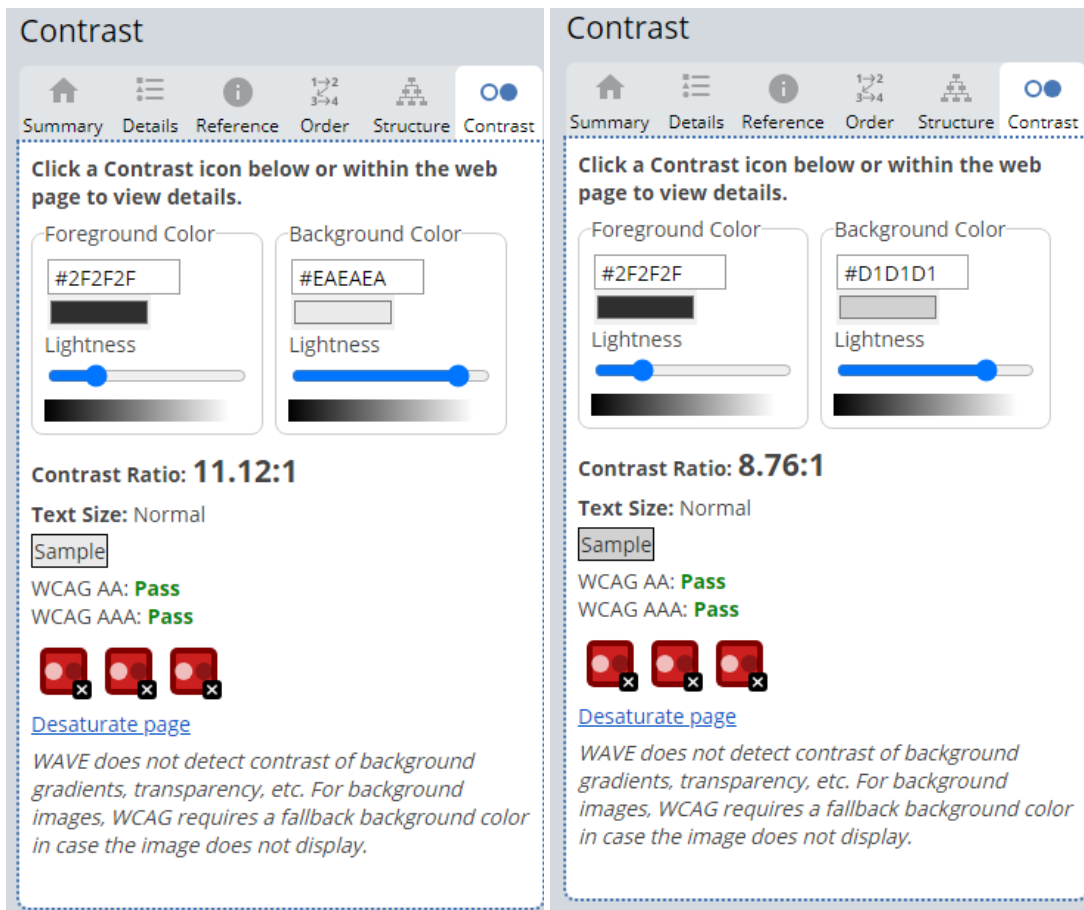 Contrast
1→2
3→4
Summary Details Reference Order Structure Contrast
Click a Contrast icon below or within the web
page to view details.
Foreground Color
#2F2F2F
Lightness
Background Color
#EAEAEA
Lightness
Contrast Ratio: 11.12:1
Text Size: Normal
Sample
WCAG AA: Pass
WCAG AAA: Pass
Desaturate page
WAVE does not detect contrast of background
gradients, transparency, etc. For background
images, WCAG requires a fallback background color
in case the image does not display.
Contrast
1→2
3→4
Summary Details Reference Order Structure Contrast
Click a Contrast icon below or within the web
page to view details.
Foreground Color
#2F2F2F
Lightness
Background Color
#D1D1D1
Lightness
Contrast Ratio: 8.76:1
Text Size: Normal
Sample
WCAG AA: Pass
WCAG AAA: Pass
Desaturate page
WAVE does not detect contrast of background
gradients, transparency, etc. For background
images, WCAG requires a fallback background color
in case the image does not display.